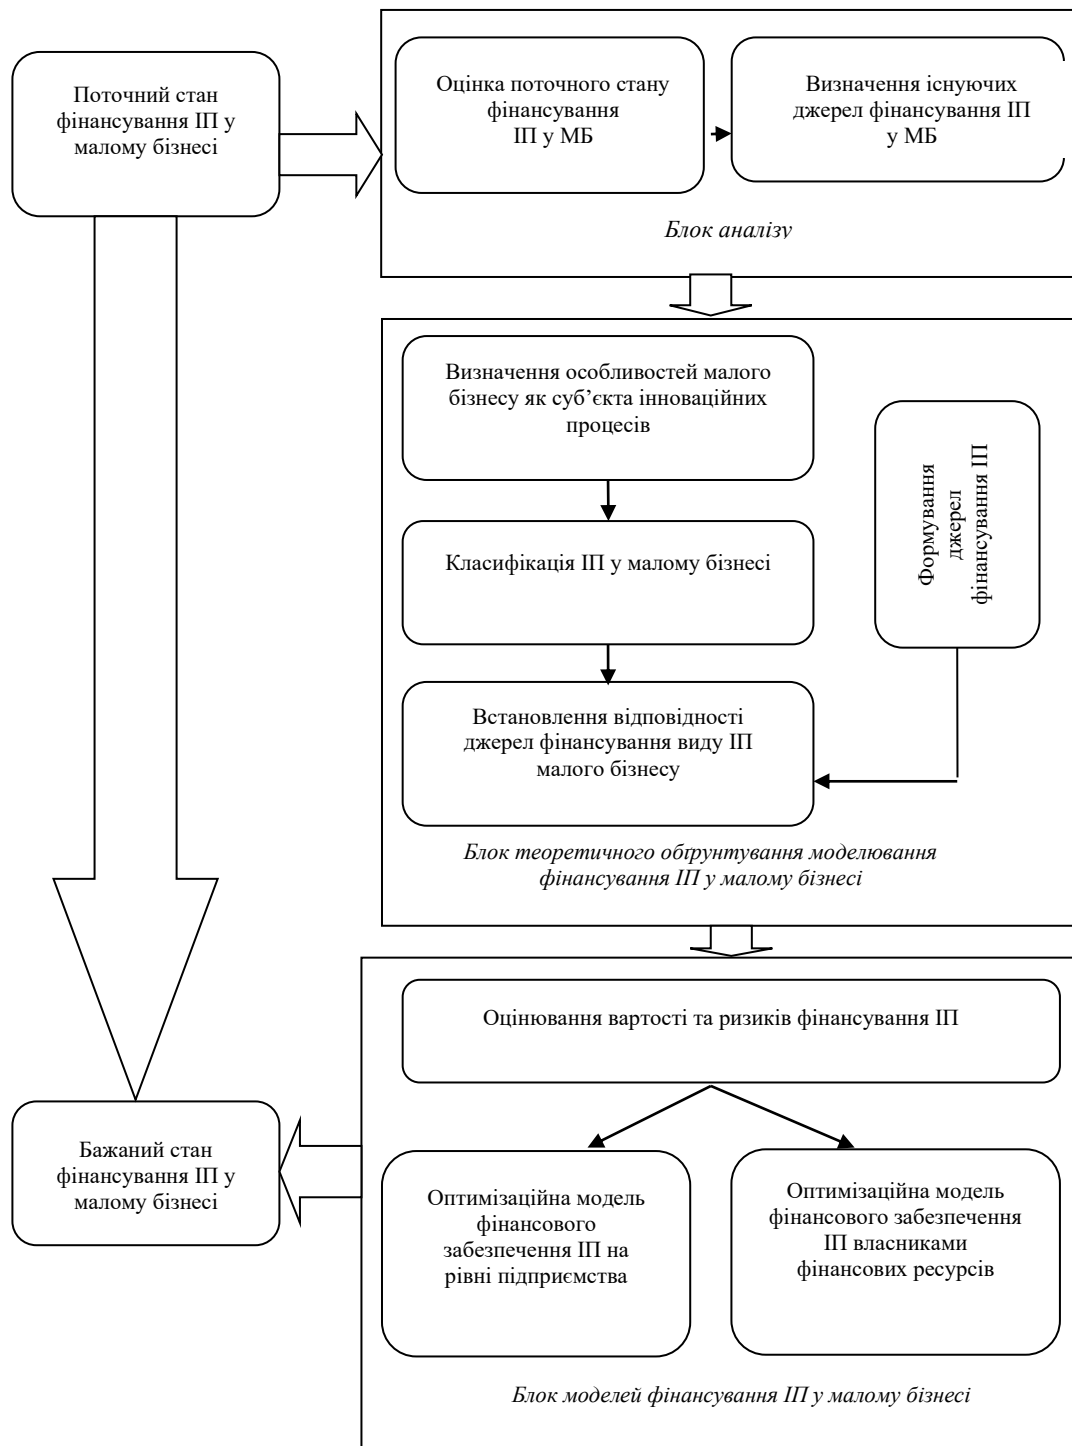 Поточний стан
фінансування ІП у
малому бізнесі
Оцінка поточного стану
фінансування
ІП у МБ
Визначення існуючих
джерел фінансування ІП
у МБ
Блок аналізу
Визначення особливостей малого
бізнесу як суб’єкта інноваційних
процесів
Класифікація ІП у малому бізнесі
Формування
джерел
фінансування ІП
Встановлення відповідності
джерел фінансування виду ІП
малого бізнесу
Блок теоретичного обґрунтування моделювання
фінансування ІП у малому бізнесі
Оцінювання вартості та ризиків фінансування ІП
Бажаний стан
фінансування ІП у
малому бізнесі
Оптимізаційна модель
фінансового
забезпечення ІП на
рівні підприємства
Оптимізаційна модель
фінансового забезпечення
ІП власниками
фінансових ресурсів
Блок моделей фінансування ІП у малому бізнесі